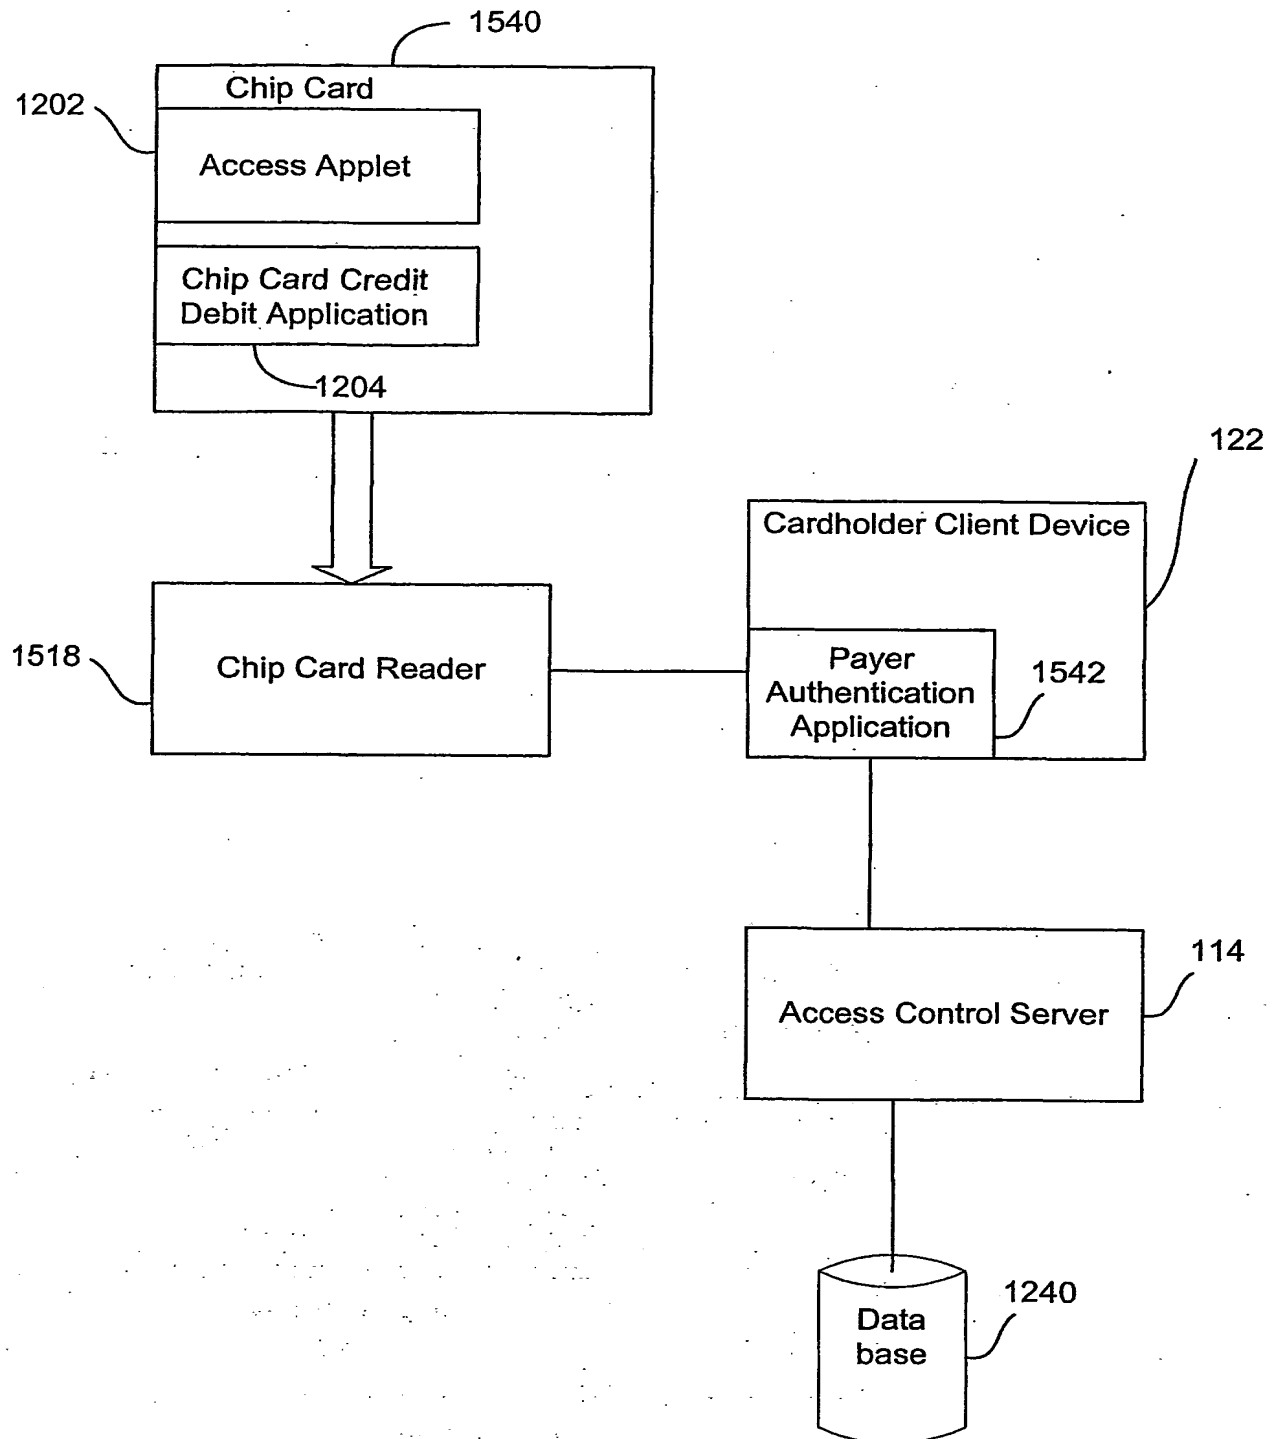 1540
Chip Card
1202
Access Applet
Chip Card Credit
Debit Application
1204
122
Cardholder Client Device
1518
Chip Card Reader
Payer
Authentication
Application
1542
114
Access Control Server
1240
Data
base